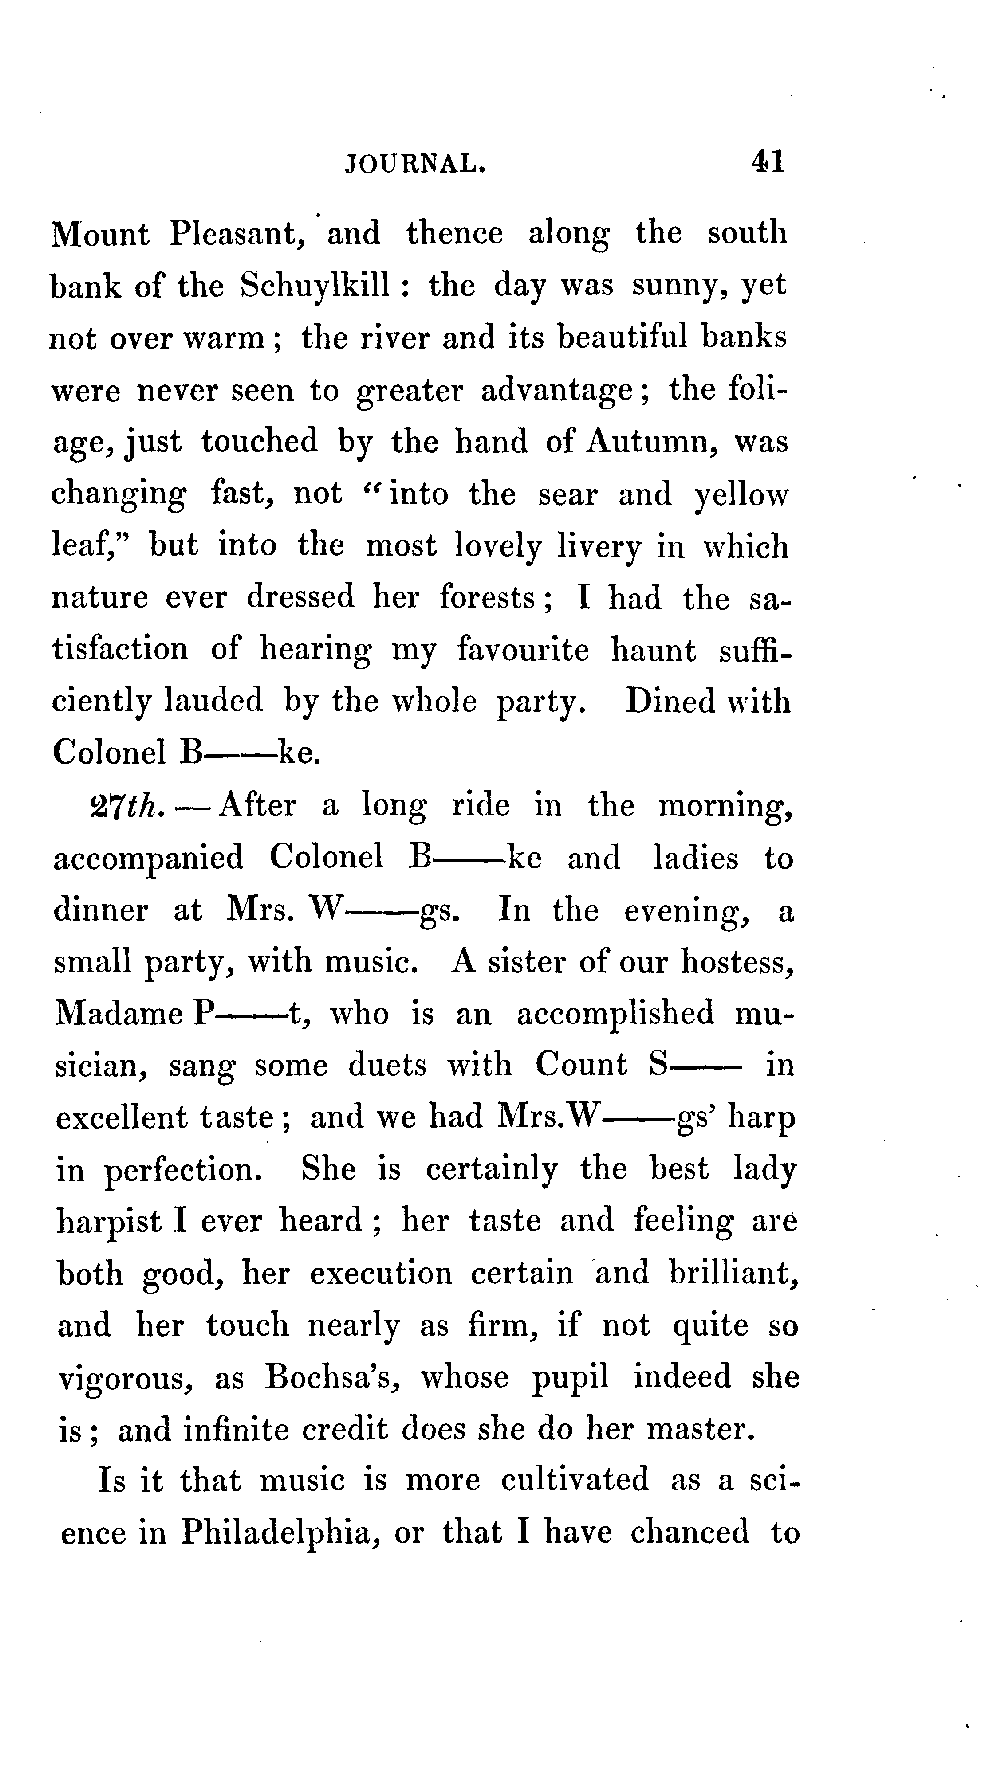 JOURNAL. 41
Mount Pleasant, and thence along the south
bank of the Schuylkill : the day was sunny, yet
not over warm ; the river and its beautiful banks
were never seen to greater advantage ; the foli-
age, just touched by the hand of Autumn, was
changing fast, not “into the sear and yellow
leaf,” but into the most lovely livery in which
nature ever dressed her forests ; I had the sa-
tisfaction of hearing my favourite haunt suffi-
ciently lauded by the whole party. Dined with
Colonel B——ke.
27th. — After a long ride in the morning,
accompanied Colonel B——ke and ladies to
dinner at Mrs. W——gs. In the evening, a
small party, with music. A sister of our hostess,
Madame P——t, who is an accomplished mu-
sician, sang some duets with Count S—— in
excellent taste ; and we had Mrs. W——gs’ harp
in perfection. She is certainly the best lady
harpist I ever heard ; her taste and feeling are
both good, her execution certain and brilliant,
and her touch nearly as firm, if not quite so
vigorous, as Bochsa’s, whose pupil indeed she
is ; and infinite credit does she do her master.
Is it that music is more cultivated as a sci-
ence in Philadelphia, or that I have chanced to